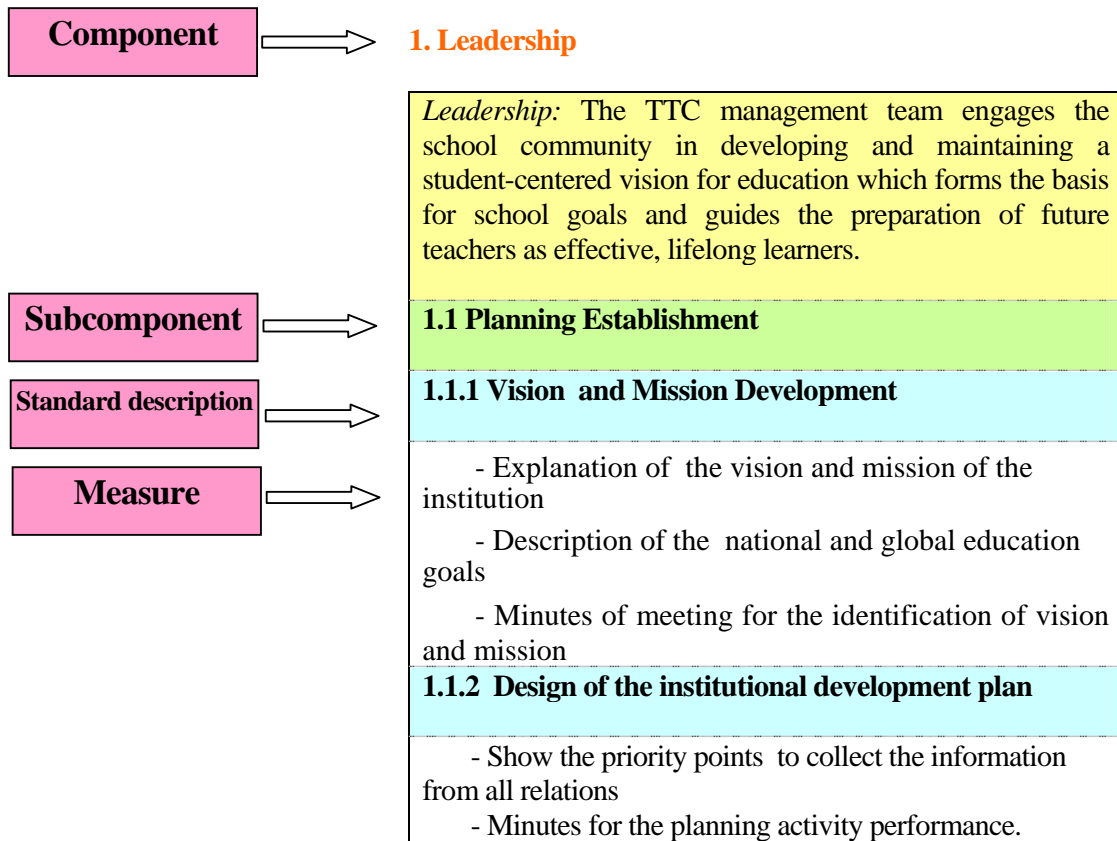 Component
1. Leadership
Leadership: The TTC management team engages the
school community in developing and maintaining a
student-centered vision for education which forms the basis
for school goals and guides the preparation of future
teachers as effective, lifelong learners.
Subcomponent
1.1 Planning Establishment
Standard description
1.1.1 Vision and Mission Development
Measure
- Explanation of the vision and mission of the
institution
- Description of the national and global education
goals
- Minutes of meeting for the identification of vision
and mission
1.1.2 Design of the institutional development plan
- Show the priority points to collect the information
from all relations
- Minutes for the planning activity performance.